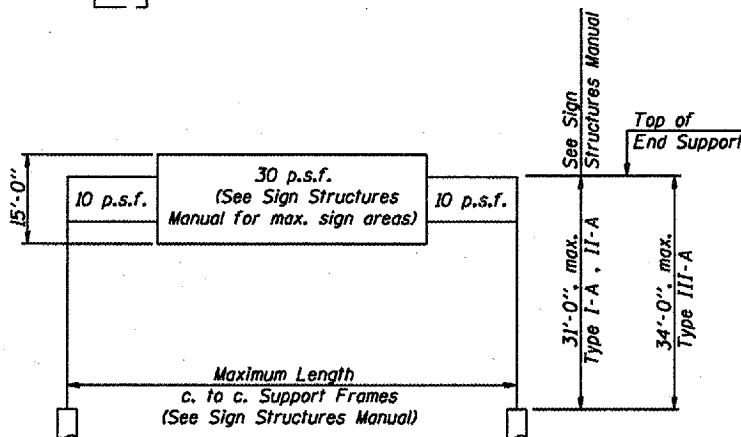 See Sign
Structures Manual
Top of
End Support
15'-0"
10 p.s.f.
30 p.s.f.
(See Sign Structures
Manual for max. sign areas)
10 p.s.f.
31'-0", max.
Type I-A , II-A
34'-0", max.
Type III-A
Maximum Length
c. to c. Support Frames
(See Sign Structures Manual)